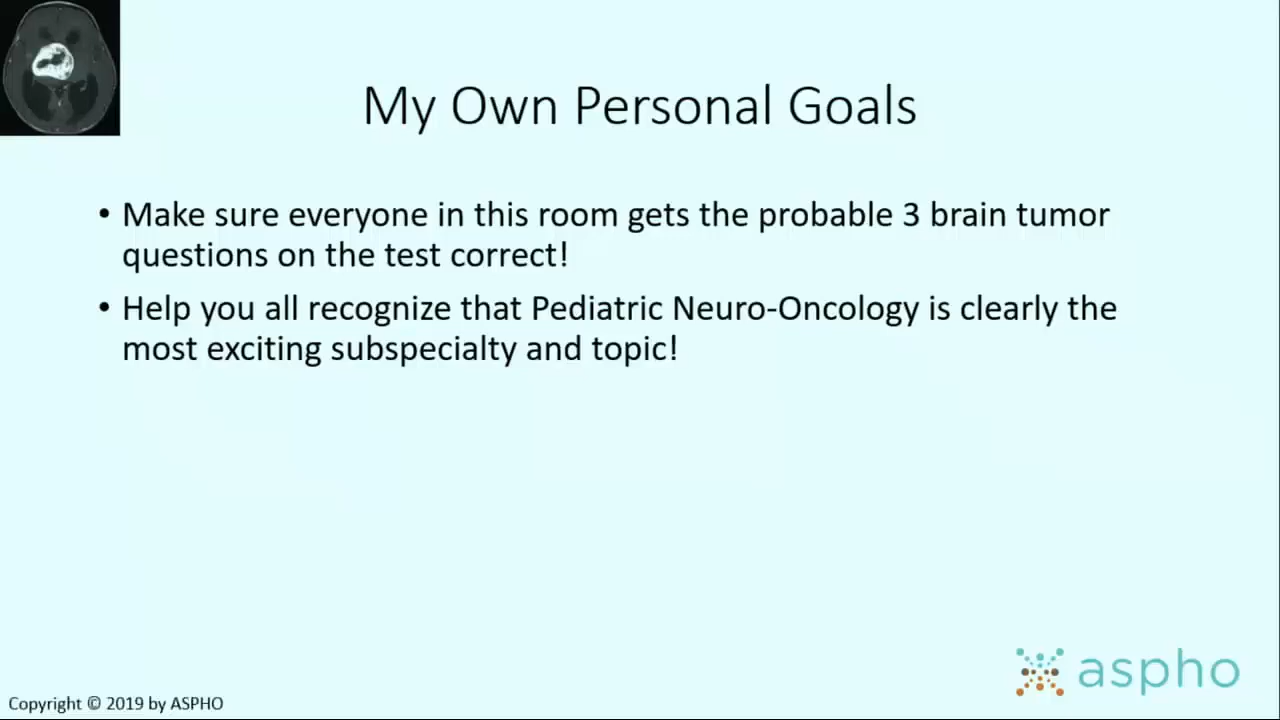 My Own Personal Goals
• Make sure everyone in this room gets the probable 3 brain tumor
questions on the test correct!
• Help you all recognize that Pediatric Neuro-Oncology is clearly the
most exciting subspecialty and topic!
aspho
Copyright © 2019 by ASPHO